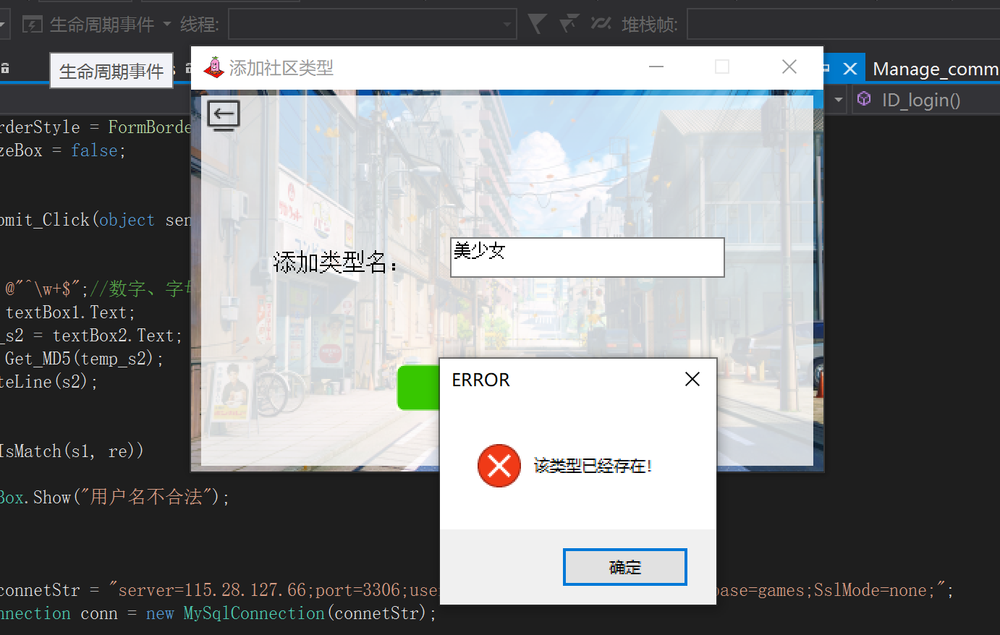 生命周期事件
线程:
堆栈帧:
生命周期事件
添加社区类型
Manage_comm
ID_login()
rderStyle = FormBorde
zeBox = false;
omit_Click(object sen
添加类型名：
美少女
@"^\w+$";//数字、字母
textBox1.Text;
_s2 = textBox2.Text;
Get_MD5(temp_s2);
teLine(s2);
ERROR
IsMatch(s1, re))
该类型已经存在!
Box.Show("用户名不合法");
确定
connetStr = "server=115.28.127.66;port=3306;use
base=games;SslMode=none;";
nnection conn = new MySqlConnection(connetStr);